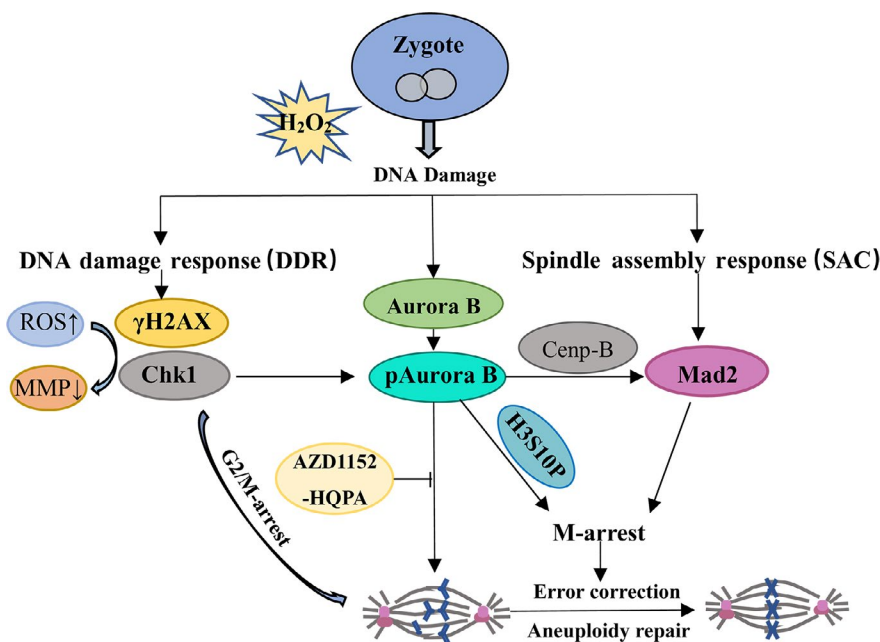 Zygote
H₂O₂
DNA Damage
DNA damage response (DDR)
Spindle assembly response (SAC)
Aurora B
ROS↑
γH2AX
Cenp-B
MMP↓
Chk1
pAurora B
Mad2
H3S10P
G2/M-arrest
AZD1152
-HQPA
M-arrest
Error correction
Aneuploidy repair